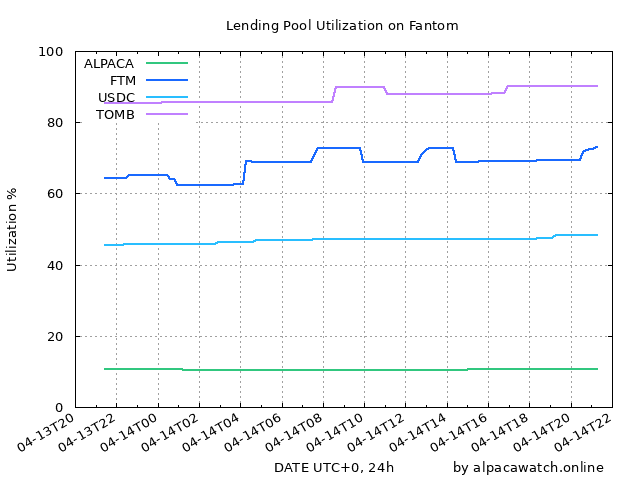 Lending Pool Utilization on Fantom
100
80
60
40
20
0
Utilization %
ALPACA
FTM
USDC
TOMB
04-13T20
04-13T22
04-14T00
04-14T02
04-14T04
04-14T06
04-14T08
04-14T10
04-14T12
04-14T14
04-14T16
04-14T18
04-14T20
04-14T22
DATE UTC+0, 24h
by alpacawatch.online